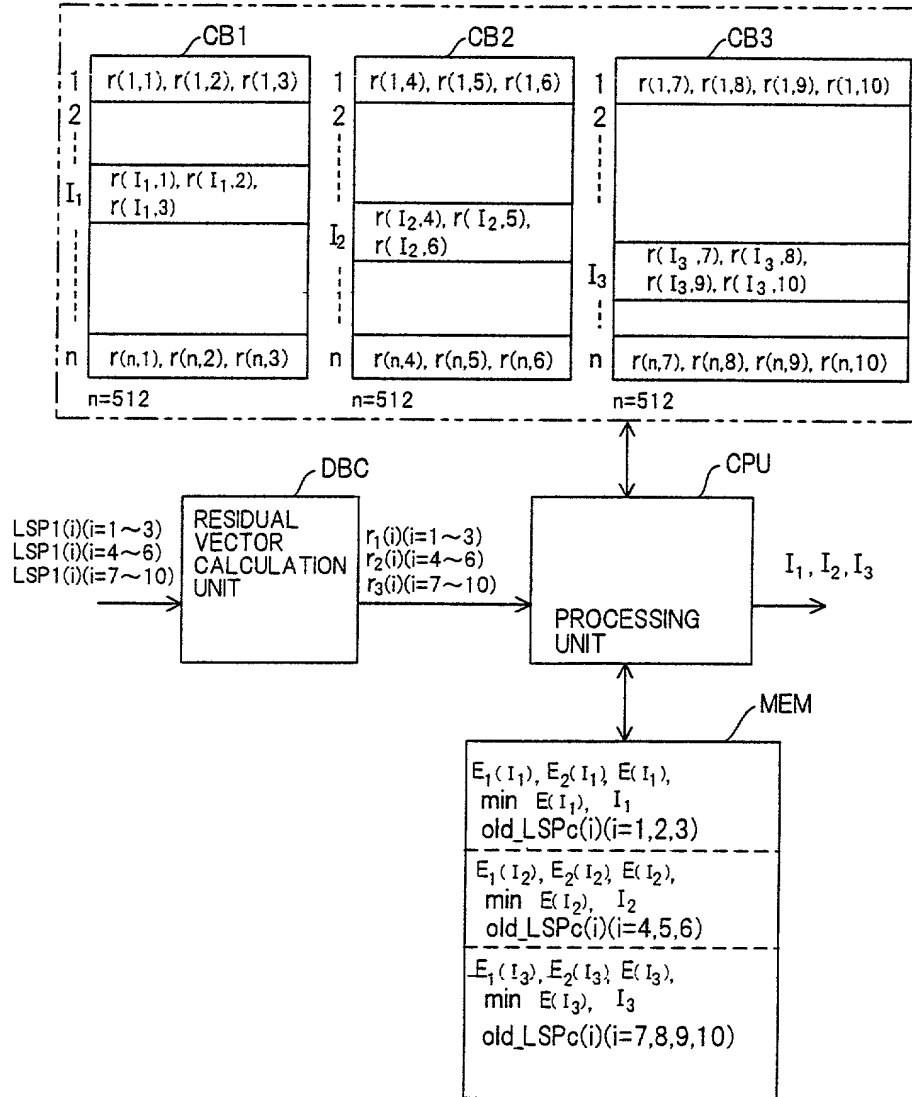 CB1
1
r(1,1), r(1,2), r(1,3)
2
I₁
r(I₁,1), r(I₁,2),
r(I₁,3)
n
r(n,1), r(n,2), r(n,3)
n=512
CB2
1
r(1,4), r(1,5), r(1,6)
2
I₂
r(I₂,4), r(I₂,5),
r(I₂,6)
n
r(n,4), r(n,5), r(n,6)
n=512
CB3
1
r(1,7), r(1,8), r(1,9), r(1,10)
2
I₃
r(I₃,7), r(I₃,8),
r(I₃,9), r(I₃,10)
n
r(n,7), r(n,8), r(n,9), r(n,10)
n=512
LSP1(i)(i=1～3)
LSP1(i)(i=4～6)
LSP1(i)(i=7～10)
DBC
RESIDUAL
VECTOR
CALCULATION
UNIT
r₁(i)(i=1～3)
r₂(i)(i=4～6)
r₃(i)(i=7～10)
CPU
PROCESSING
UNIT
I₁, I₂, I₃
MEM
E₁(I₁), E₂(I₁), E(I₁),
min E(I₁), I₁
old_LSPc(i)(i=1,2,3)
E₁(I₂), E₂(I₂), E(I₂),
min E(I₂), I₂
old_LSPc(i)(i=4,5,6)
E₁(I₃), E₂(I₃), E(I₃),
min E(I₃), I₃
old_LSPc(i)(i=7,8,9,10)